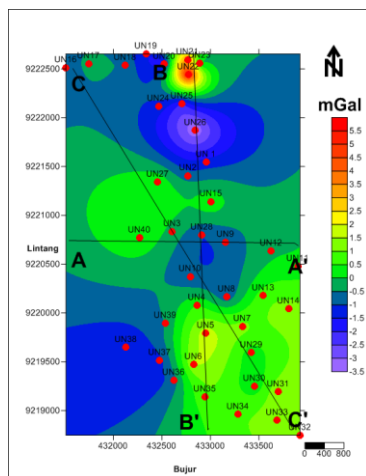 UN19
UN21
UN16 UN17 UN18 UN20 UN23
9222500 B UN22
C N
UN24 UN25 mGal
9222000 UN26 5.5
5
UN 1 4.5
9221500 4
UN27 UN2 3.5
3
UN15 2.5
9221000 2
UN3 UN28 1.5
UN40 UN9 1
Lintang UN12 0.5
9220500 A UN11 A' 0
UN10 -0.5
UN8 UN13 -1
9220000 UN4 UN14 -1.5
UN39 UN7 -2
UN5 -2.5
9219500 UN38 UN29 -3
UN37 UN6 -3.5
UN36 UN30 UN31
UN35
9219000 B' UN34 UN33 C'
UN32
0 400 800
432000 432500 433000 433500
Bujur